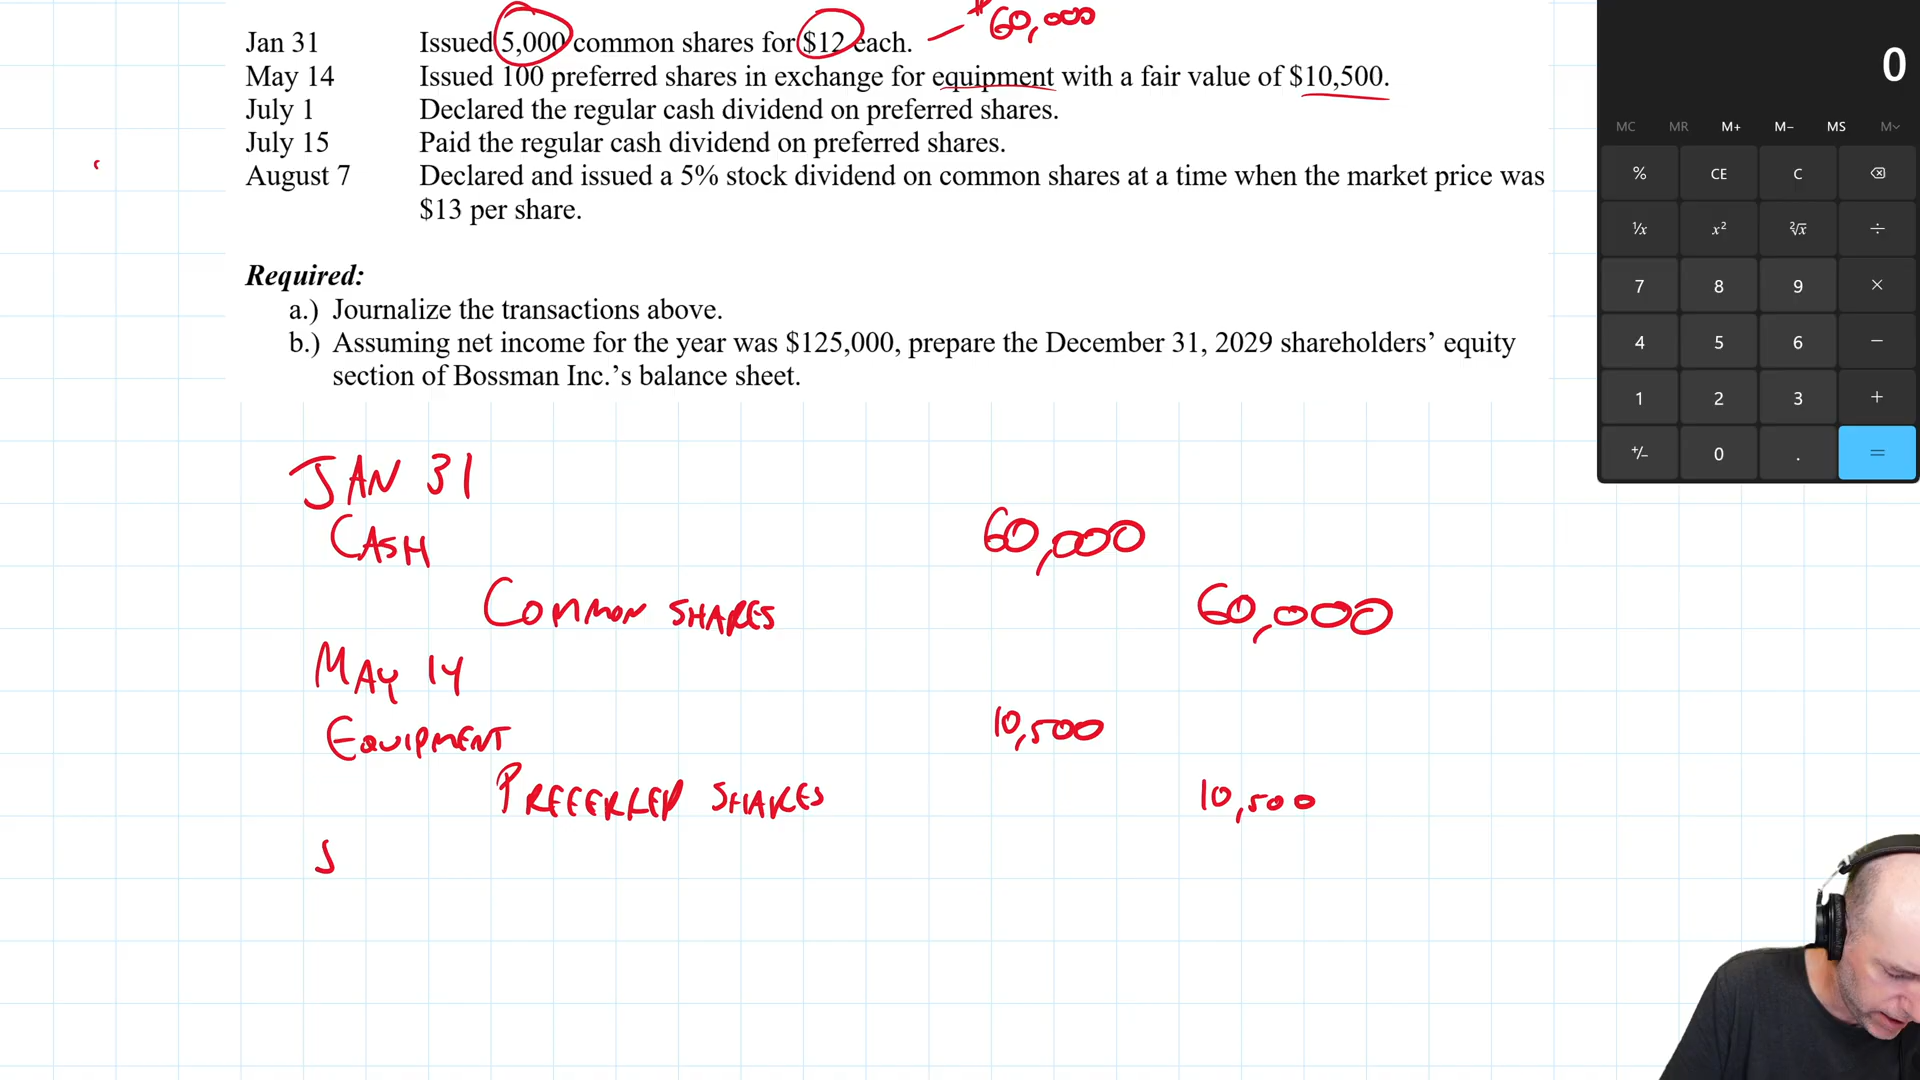 $60,000
Jan 31 Issued 5,000 common shares for $12 each.
May 14 Issued 100 preferred shares in exchange for equipment with a fair value of $10,500.
July 1 Declared the regular cash dividend on preferred shares.
July 15 Paid the regular cash dividend on preferred shares.
August 7 Declared and issued a 5% stock dividend on common shares at a time when the market price was
$13 per share.
Required:
a.) Journalize the transactions above.
b.) Assuming net income for the year was $125,000, prepare the December 31, 2029 shareholders’ equity
section of Bossman Inc.’s balance sheet.
JAN 31
CASH 60,000
COMMON SHARES 60,000
MAY 14
EQUIPMENT 10,500
PREFERRED SHARES 10,500
J
0
MC MR M+ M− MS M˅
% CE C ⌫
¹/x x² ²√x ÷
7 8 9 ×
4 5 6 −
1 2 3 +
+/− 0 . =